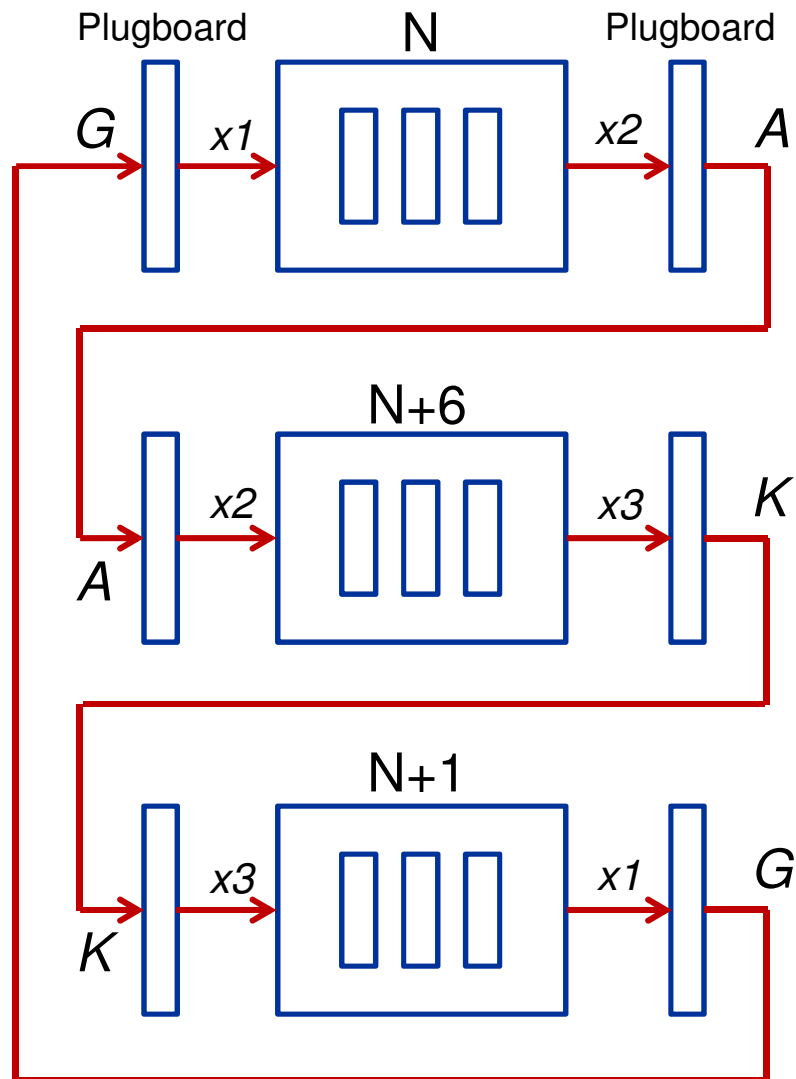 Plugboard N Plugboard
G x1 x2 A
N+6
x2 x3 K
A
N+1
x3 x1 G
K